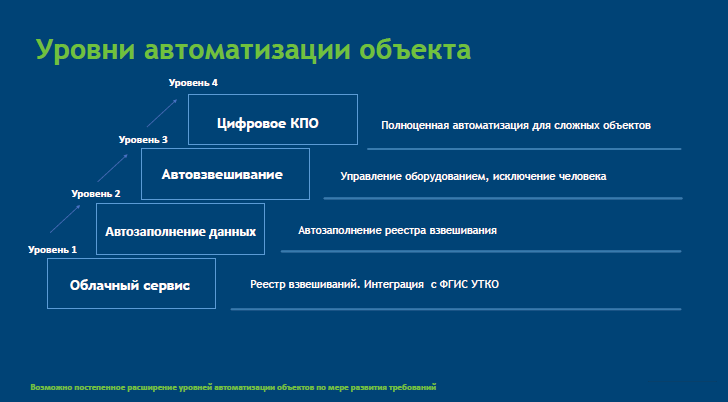 Уровни автоматизации объекта
Уровень 4
Цифровое КПО
Полноценная автоматизация для сложных объектов
Уровень 3
Автовзвешивание
Управление оборудованием, исключение человека
Уровень 2
Автозаполнение данных
Автозаполнение реестра взвешивания
Уровень 1
Облачный сервис
Реестр взвешиваний. Интеграция с ФГИС УТКО
Возможно постепенное расширение уровней автоматизации объектов по мере развития требований